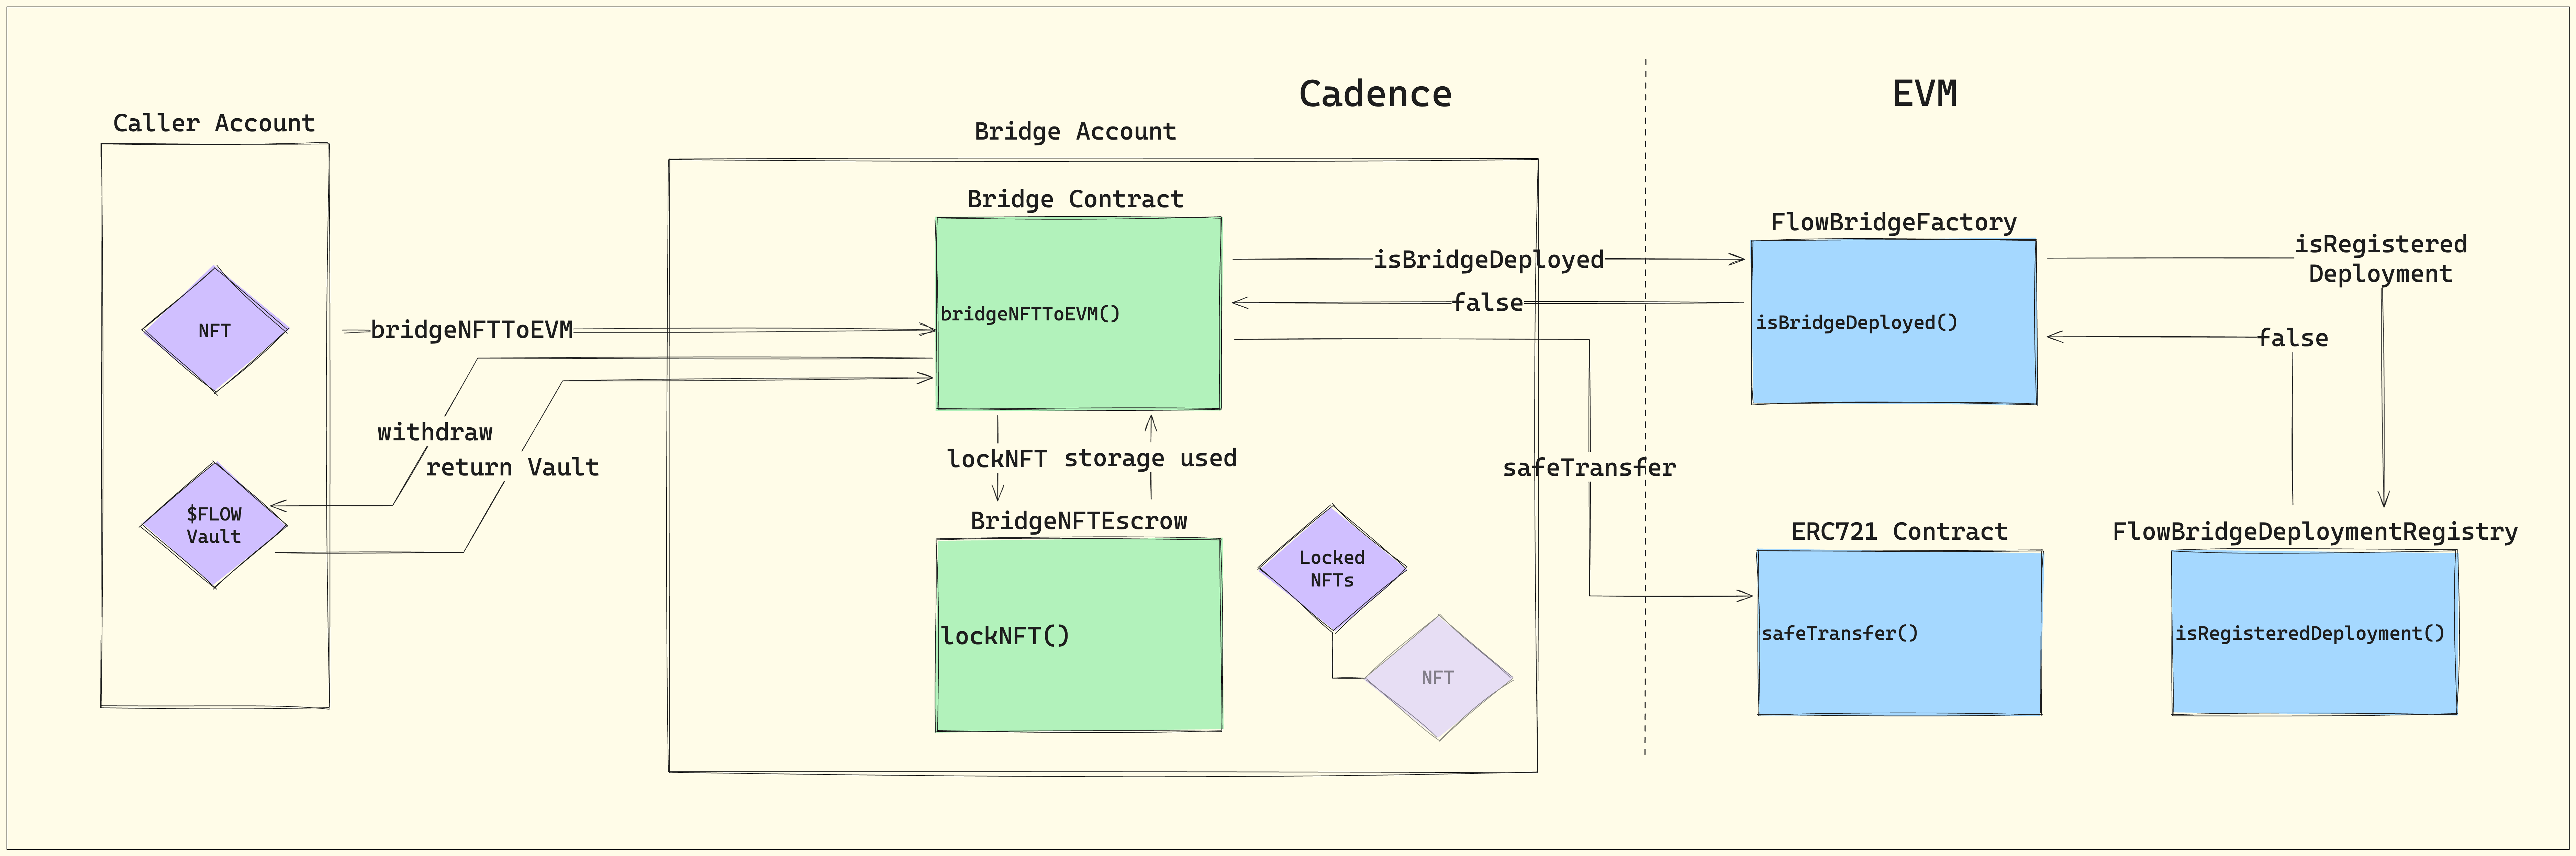 Cadence
EVM
Caller Account
Bridge Account
Bridge Contract
FlowBridgeFactory
isRegistered
Deployment
isBridgeDeployed
false
bridgeNFTToEVM()
isBridgeDeployed()
NFT
bridgeNFTToEVM
false
withdraw
return Vault
lockNFT
storage used
safeTransfer
$FLOW
Vault
BridgeNFTEscrow
ERC721 Contract
FlowBridgeDeploymentRegistry
Locked
NFTs
lockNFT()
safeTransfer()
isRegisteredDeployment()
NFT